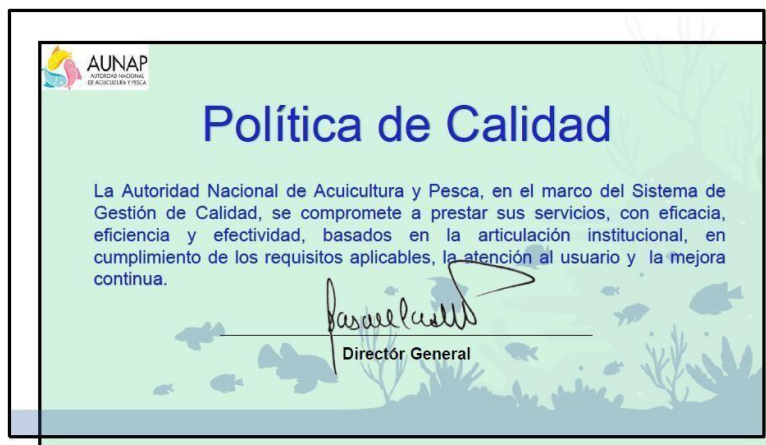 AUNAP
AUTORIDAD NACIONAL
DE ACUICULTURA Y PESCA
Política de Calidad
La Autoridad Nacional de Acuicultura y Pesca, en el marco del Sistema de
Gestión de Calidad, se compromete a prestar sus servicios, con eficacia,
eficiencia y efectividad, basados en la articulación institucional, en
cumplimiento de los requisitos aplicables, la atención al usuario y la mejora
continua.
Director General